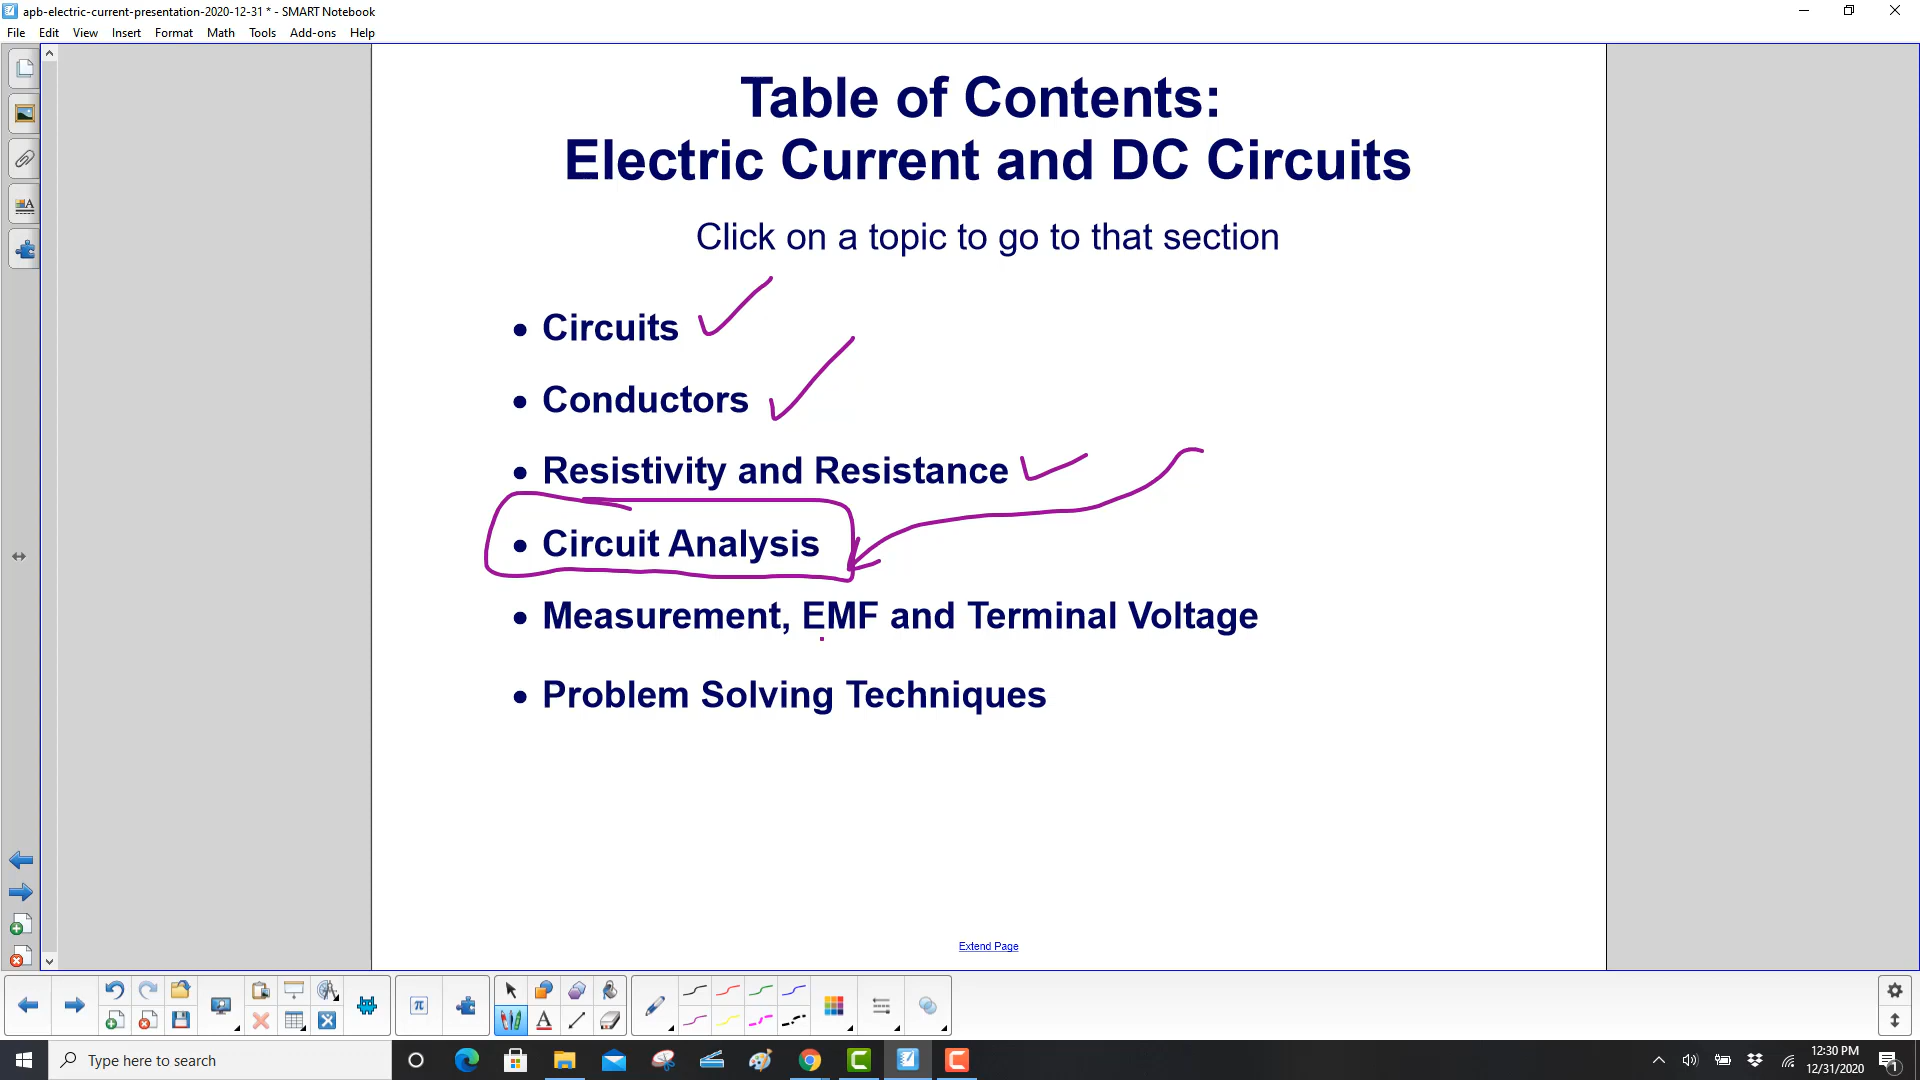 apb-electric-current-presentation-2020-12-31 * - SMART Notebook
File Edit View Insert Format Math Tools Add-ons Help
Table of Contents:
Electric Current and DC Circuits
Click on a topic to go to that section
• Circuits
• Conductors
• Resistivity and Resistance
• Circuit Analysis
• Measurement, EMF and Terminal Voltage
• Problem Solving Techniques
Extend Page
π
A
Type here to search
12:30 PM
12/31/2020
1